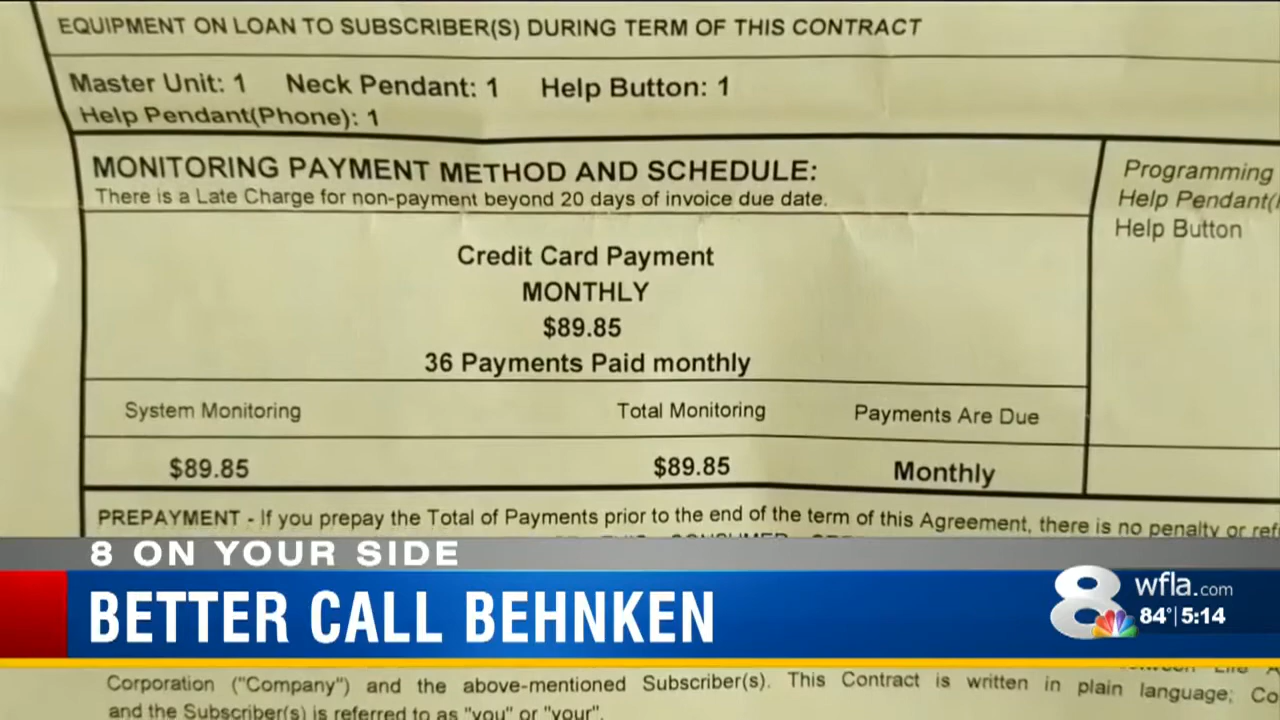 EQUIPMENT ON LOAN TO SUBSCRIBER(S) DURING TERM OF THIS CONTRACT
Master Unit: 1 Neck Pendant: 1 Help Button: 1
Help Pendant(Phone): 1
MONITORING PAYMENT METHOD AND SCHEDULE:
There is a Late Charge for non-payment beyond 20 days of invoice due date.
Programming
Help Pendant(
Help Button
Credit Card Payment
MONTHLY
$89.85
36 Payments Paid monthly
System Monitoring Total Monitoring Payments Are Due
$89.85 $89.85 Monthly
PREPAYMENT - If you prepay the Total of Payments prior to the end of the term of this Agreement, there is no penalty or
8 ON YOUR SIDE
BETTER CALL BEHNKEN
8 wfla.com
84° 5:14
Corporation ("Company") and the above-mentioned Subscriber(s). This Contract is written in plain language;
and the Subscriber(s) is referred to as "you" or "your".